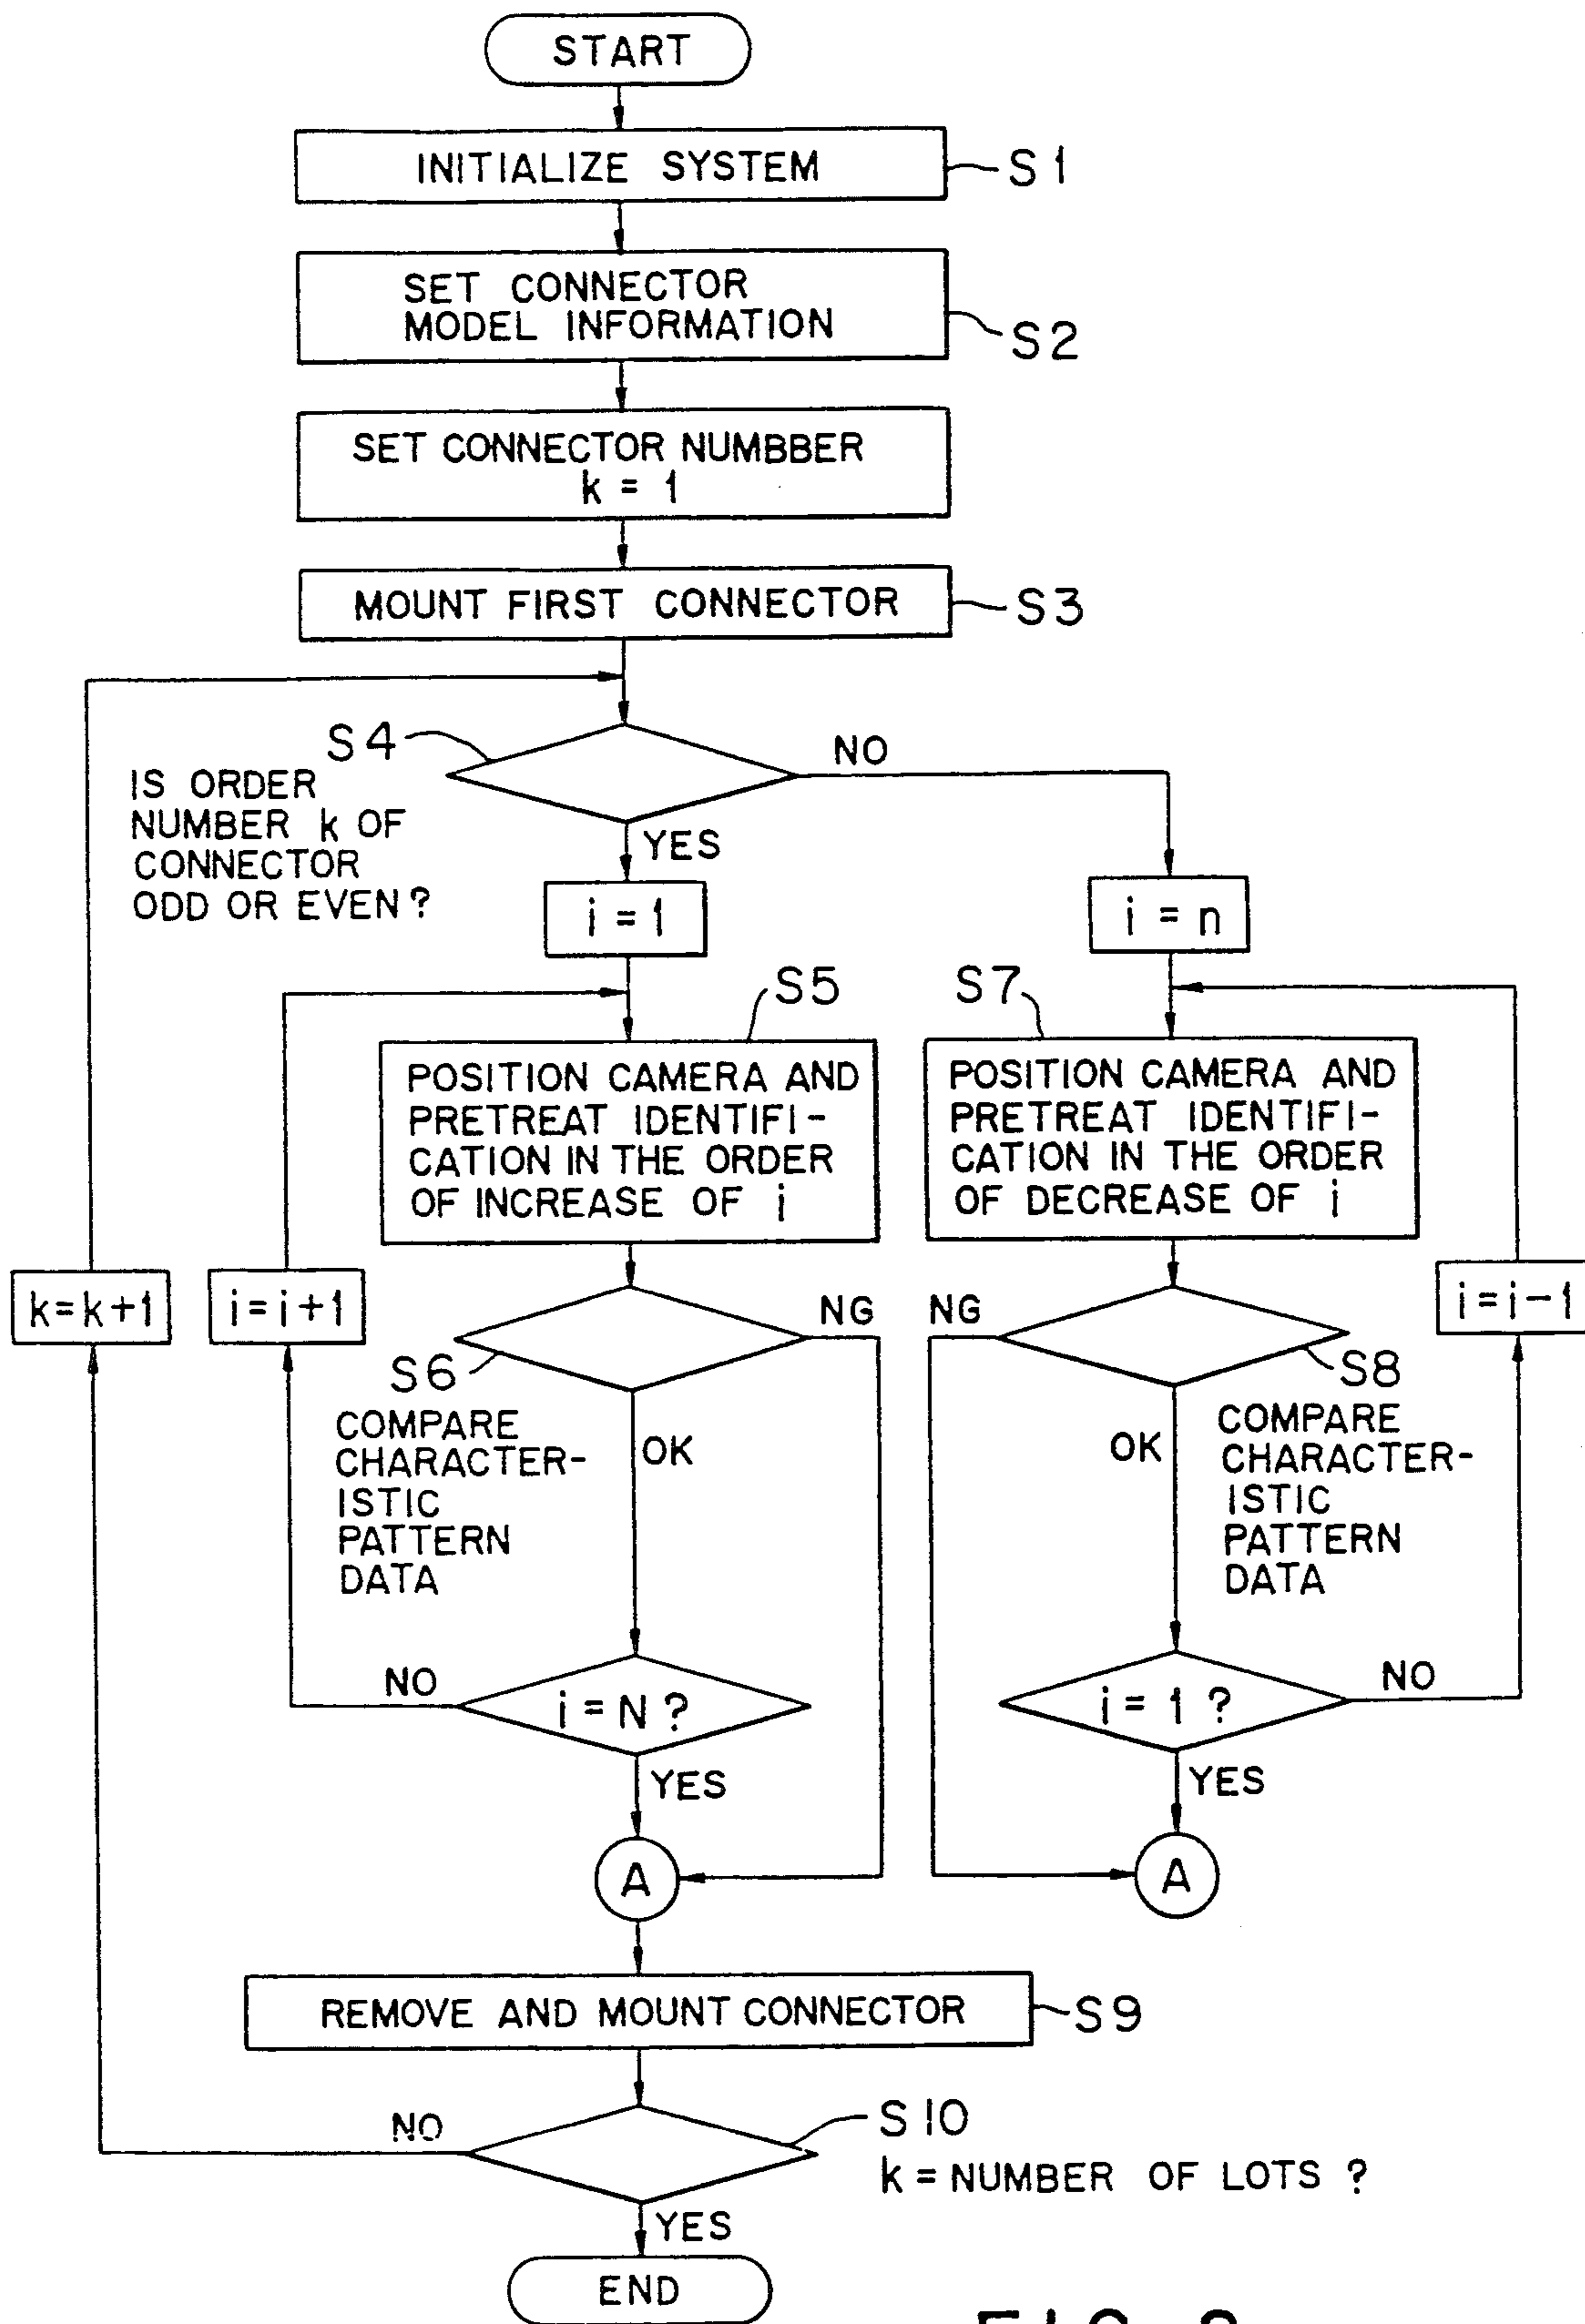 START
INITIALIZE SYSTEM
S1
SET CONNECTOR
MODEL INFORMATION
S2
SET CONNECTOR NUMBBER
k = 1
MOUNT FIRST CONNECTOR
S3
S4
NO
IS ORDER
NUMBER k OF
CONNECTOR
ODD OR EVEN?
YES
i = 1
i = n
S5
S7
POSITION CAMERA AND
PRETREAT IDENTIFI-
CATION IN THE ORDER
OF INCREASE OF i
POSITION CAMERA AND
PRETREAT IDENTIFI-
CATION IN THE ORDER
OF DECREASE OF i
k=k+1
i=i+1
NG
NG
i=i-1
S6
S8
COMPARE
CHARACTER-
ISTIC
PATTERN
DATA
OK
OK
COMPARE
CHARACTER-
ISTIC
PATTERN
DATA
NO
i = N ?
i = 1 ?
NO
YES
YES
A
A
REMOVE AND MOUNT CONNECTOR
S9
NO
S10
k = NUMBER OF LOTS ?
YES
END